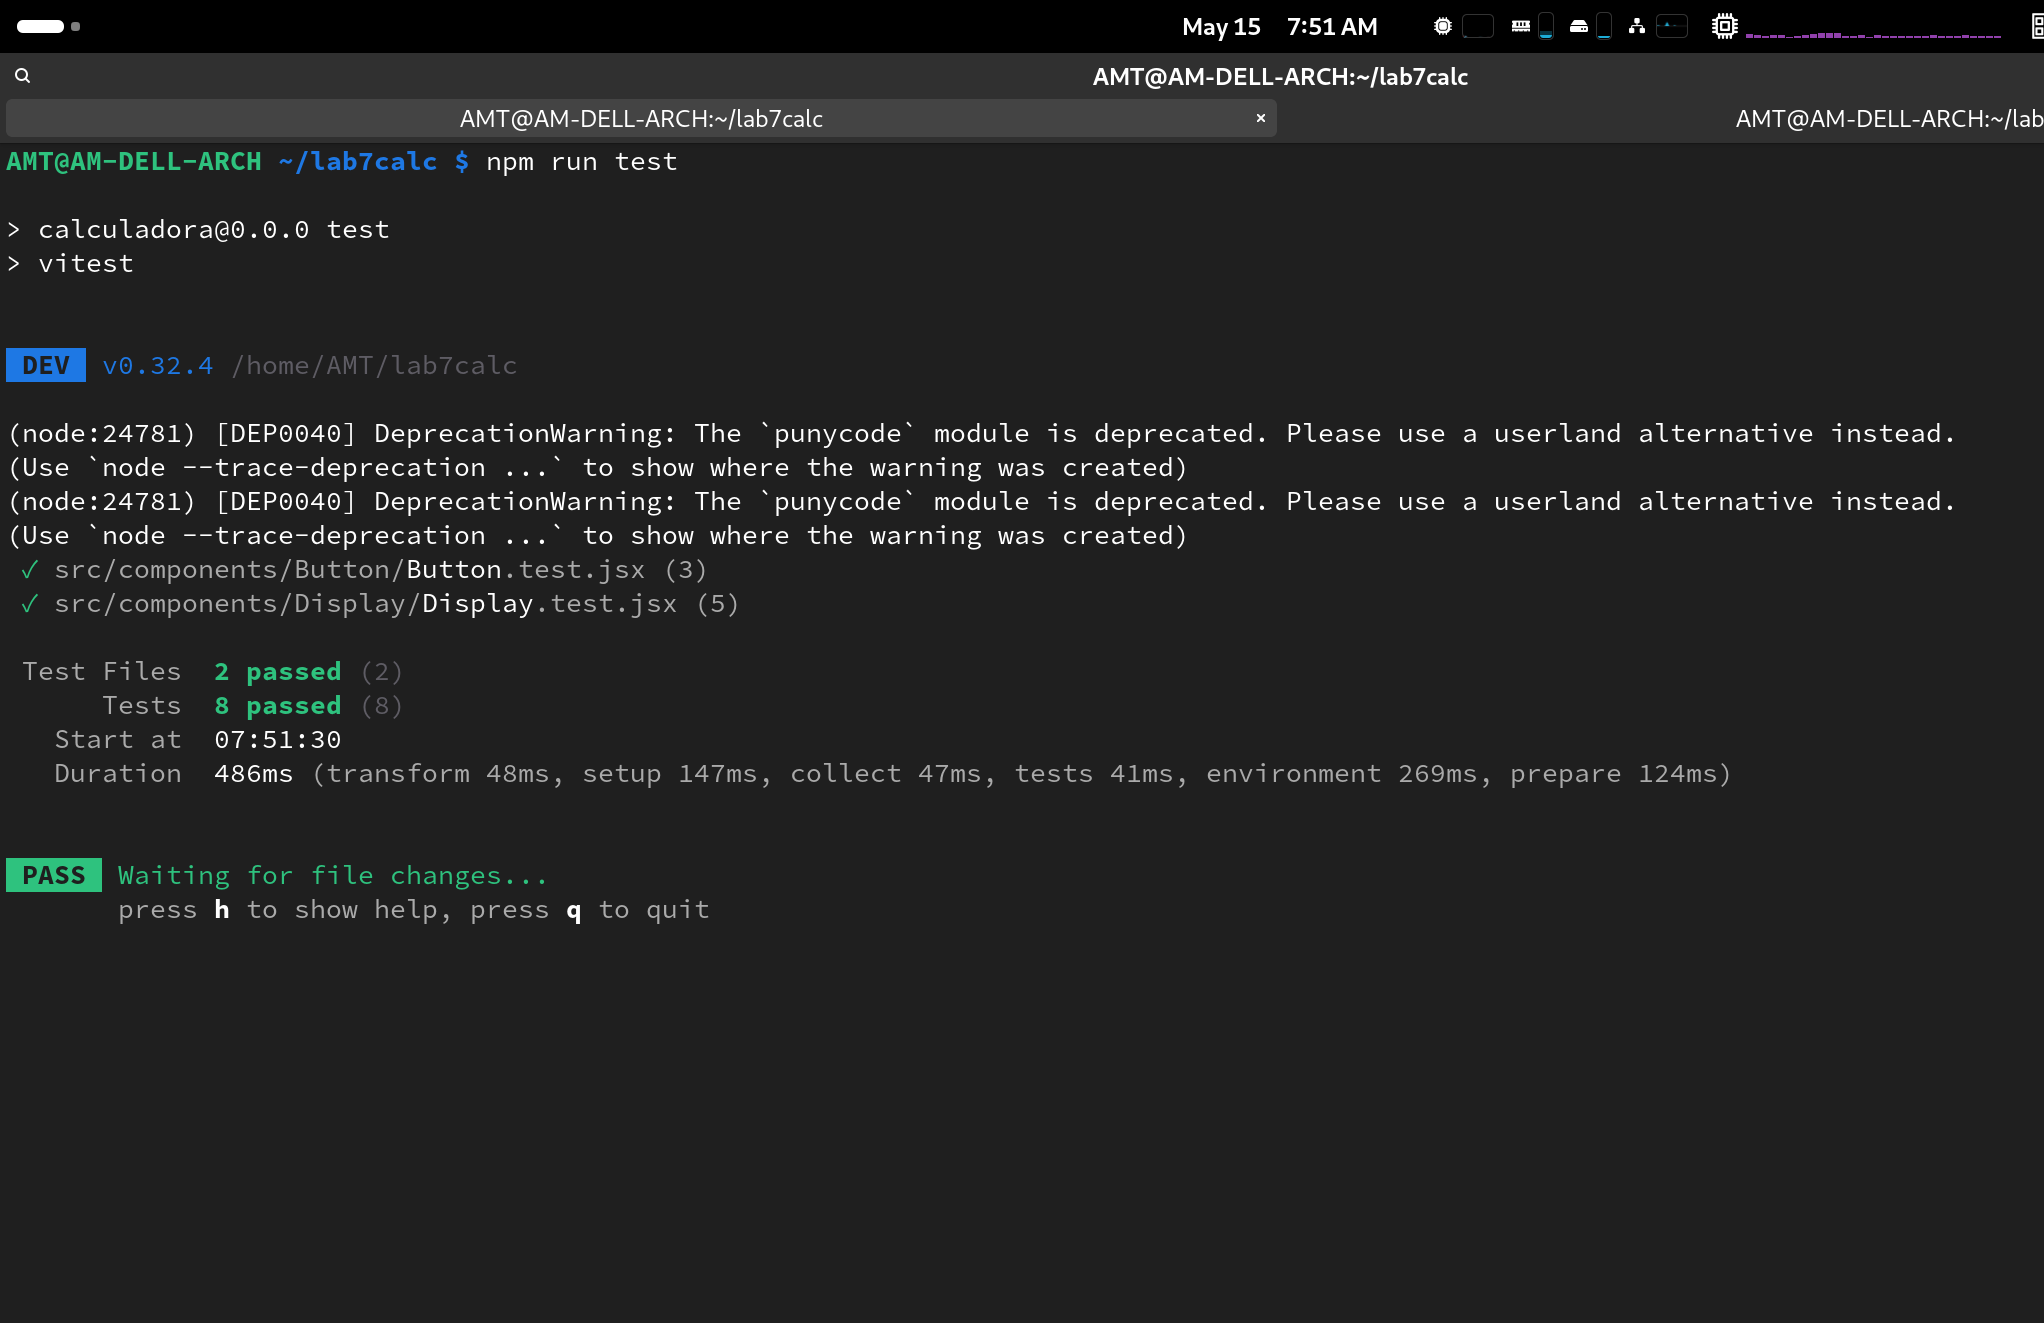 May 15 7:51 AM
AMT@AM-DELL-ARCH:~/lab7calc
AMT@AM-DELL-ARCH:~/lab7calc × AMT@AM-DELL-ARCH:~/lab
AMT@AM-DELL-ARCH ~/lab7calc $ npm run test
> calculadora@0.0.0 test
> vitest
DEV v0.32.4 /home/AMT/lab7calc
(node:24781) [DEP0040] DeprecationWarning: The `punycode` module is deprecated. Please use a userland alternative instead.
(Use `node --trace-deprecation ...` to show where the warning was created)
(node:24781) [DEP0040] DeprecationWarning: The `punycode` module is deprecated. Please use a userland alternative instead.
(Use `node --trace-deprecation ...` to show where the warning was created)
✓ src/components/Button/Button.test.jsx (3)
✓ src/components/Display/Display.test.jsx (5)
Test Files 2 passed (2)
Tests 8 passed (8)
Start at 07:51:30
Duration 486ms (transform 48ms, setup 147ms, collect 47ms, tests 41ms, environment 269ms, prepare 124ms)
PASS Waiting for file changes...
press h to show help, press q to quit